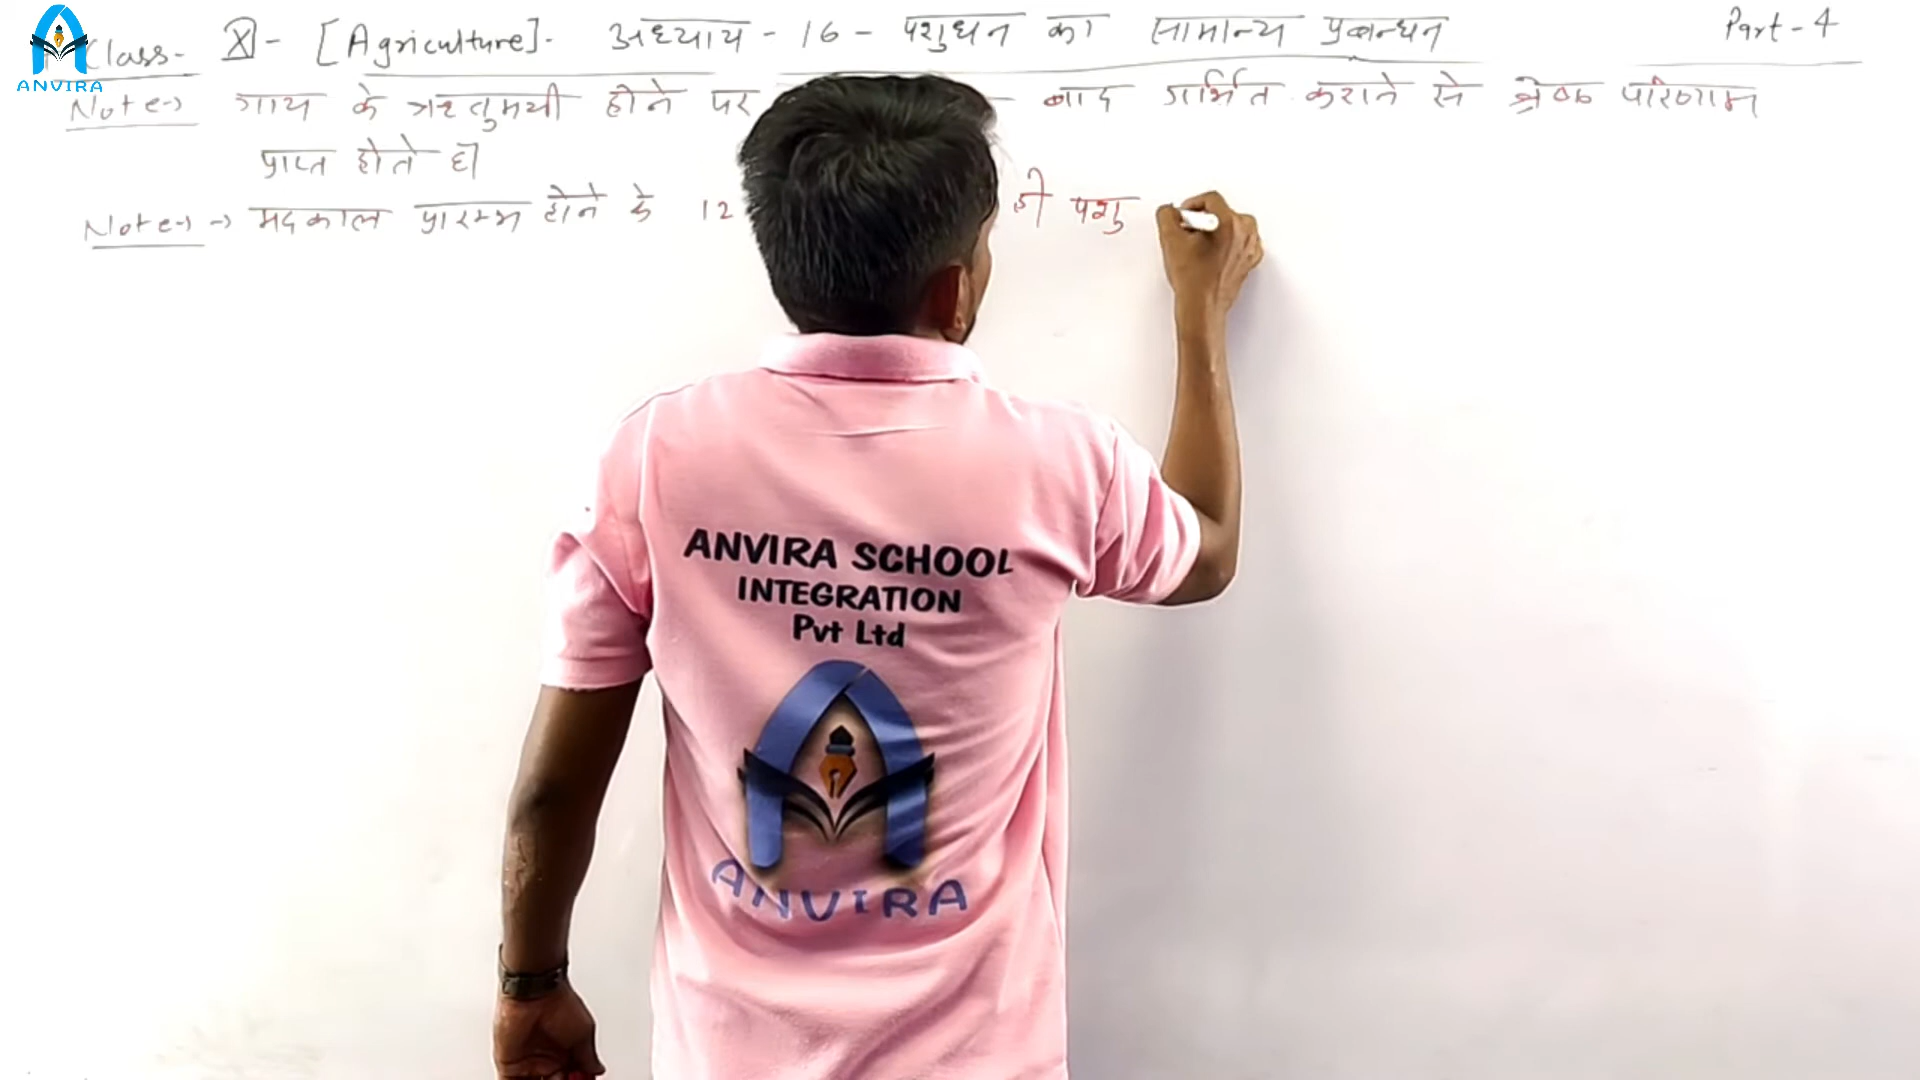 Class- X - [Agriculture]. अध्याय - 16 - पशुधन का सामान्य प्रबन्धन Part - 4
Note→ गाय के ऋतुमयी होने पर बाद गर्भित कराने से श्रेष्ठ परिणाम
प्राप्त होते हैं
Note→ → मदकाल प्रारम्भ होने के 12 ही पशु
ANVIRA
ANVIRA SCHOOL
INTEGRATION
Pvt Ltd
ANVIRA